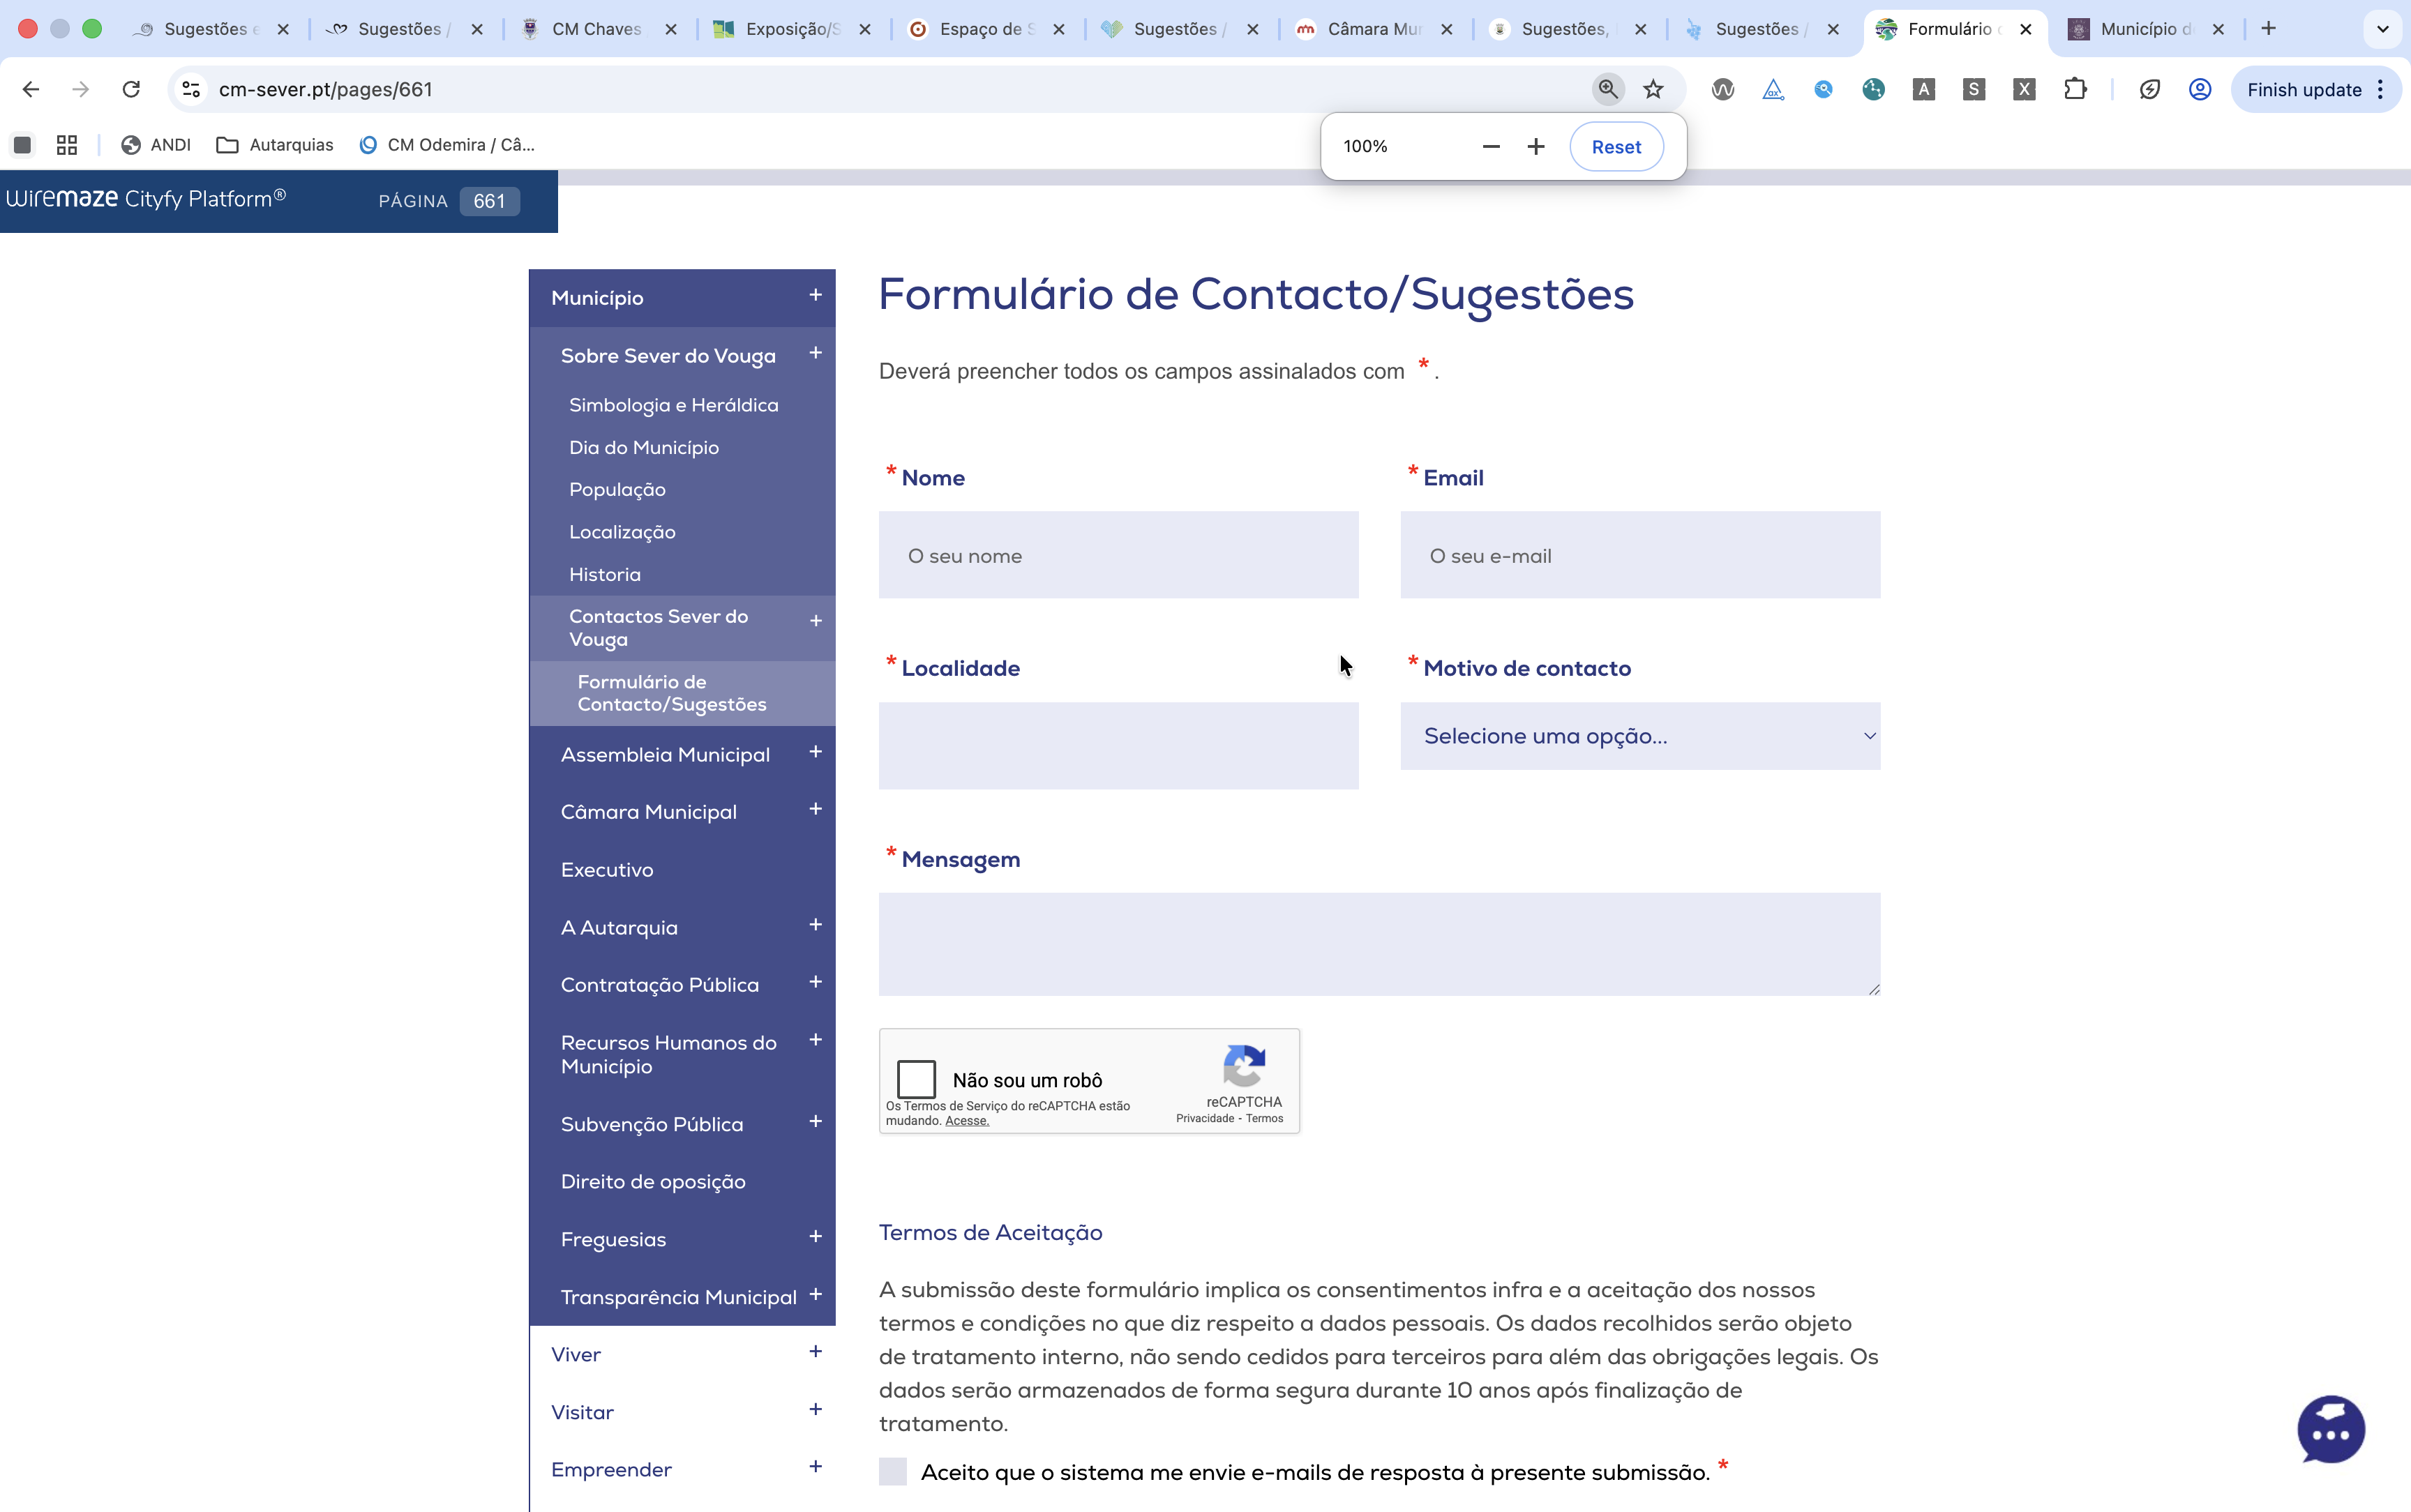 Sugestões e
Sugestões /
CM Chaves
Exposição/S
Espaço de S
Sugestões /
Câmara Mun
Sugestões,
Sugestões /
Formulário d
Município d
cm-sever.pt/pages/661
Finish update
ANDI
Autarquias
CM Odemira / Câ...
100%
Reset
wiremaze Cityfy Platform®
PÁGINA 661
Município +
Sobre Sever do Vouga +
Simbologia e Heráldica
Dia do Município
População
Localização
Historia
Contactos Sever do +
Vouga
Formulário de
Contacto/Sugestões
Assembleia Municipal +
Câmara Municipal +
Executivo
A Autarquia +
Contratação Pública +
Recursos Humanos do +
Município
Subvenção Pública +
Direito de oposição
Freguesias +
Transparência Municipal +
Viver +
Visitar +
Empreender +
Formulário de Contacto/Sugestões
Deverá preencher todos os campos assinalados com * .
* Nome
O seu nome
* Email
O seu e-mail
* Localidade
* Motivo de contacto
Selecione uma opção...
* Mensagem
Não sou um robô
Os Termos de Serviço do reCAPTCHA estão
mudando. Acesse.
reCAPTCHA
Privacidade - Termos
Termos de Aceitação
A submissão deste formulário implica os consentimentos infra e a aceitação dos nossos
termos e condições no que diz respeito a dados pessoais. Os dados recolhidos serão objeto
de tratamento interno, não sendo cedidos para terceiros para além das obrigações legais. Os
dados serão armazenados de forma segura durante 10 anos após finalização de
tratamento.
Aceito que o sistema me envie e-mails de resposta à presente submissão. *